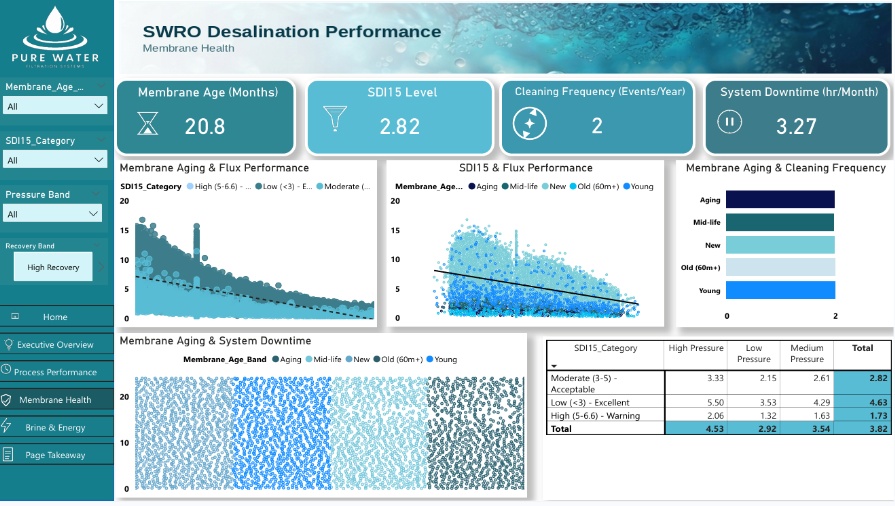 PURE WATER
FILTRATION SYSTEMS
SWRO Desalination Performance
Membrane Health
Membrane_Age_...
All
SDI15_Category
All
Pressure Band
All
Recovery Band
High Recovery
Home
Executive Overview
Process Performance
Membrane Health
Brine & Energy
Page Takeaway
Membrane Age (Months)
20.8
SDI15 Level
2.82
Cleaning Frequency (Events/Year)
2
System Downtime (hr/Month)
3.27
Membrane Aging & Flux Performance
SDI15_Category High (5-6.6) - ... Low (<3) - E... Moderate (...
20
15
10
5
0
SDI15 & Flux Performance
Membrane_Age... Aging Mid-life New Old (60m+) Young
20
15
10
5
0
Membrane Aging & Cleaning Frequency
Aging
Mid-life
New
Old (60m+)
Young
0 2
Membrane Aging & System Downtime
Membrane_Age_Band Aging Mid-life New Old (60m+) Young
20
10
0
SDI15_Category High Pressure Low Pressure Medium Pressure Total
Moderate (3-5) - Acceptable 3.33 2.15 2.61 2.82
Low (<3) - Excellent 5.50 3.53 4.29 4.63
High (5-6.6) - Warning 2.06 1.32 1.63 1.73
Total 4.53 2.92 3.54 3.82